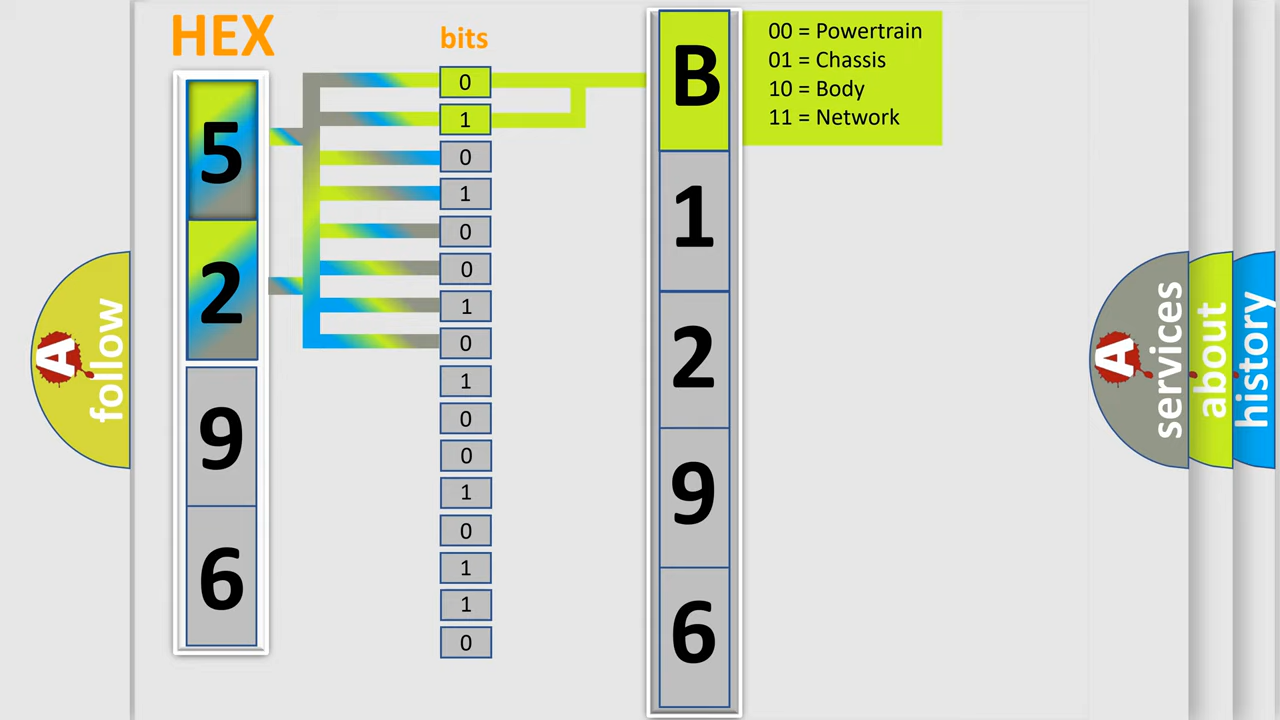 HEX
5
2
9
6
bits
0
1
0
1
0
0
1
0
1
0
0
1
0
1
1
0
B
1
2
9
6
00 = Powertrain
01 = Chassis
10 = Body
11 = Network
A
follow
A
services
about
history